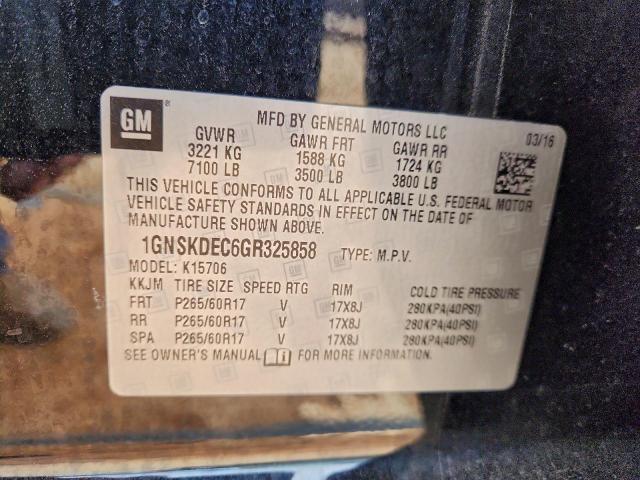 GM ®
MFD BY GENERAL MOTORS LLC 03/16
GVWR GAWR FRT GAWR RR
3221 KG 1588 KG 1724 KG
7100 LB 3500 LB 3800 LB
THIS VEHICLE CONFORMS TO ALL APPLICABLE U.S. FEDERAL MOTOR
VEHICLE SAFETY STANDARDS IN EFFECT ON THE DATE OF
MANUFACTURE SHOWN ABOVE.
1GNSKDEC6GR325858 TYPE: M.P.V.
MODEL: K15706
KKJM TIRE SIZE SPEED RTG RIM COLD TIRE PRESSURE
FRT P265/60R17 V 17X8J 280KPA(40PSI)
RR P265/60R17 V 17X8J 280KPA(40PSI)
SPA P265/60R17 V 17X8J 280KPA(40PSI)
SEE OWNER'S MANUAL FOR MORE INFORMATION.